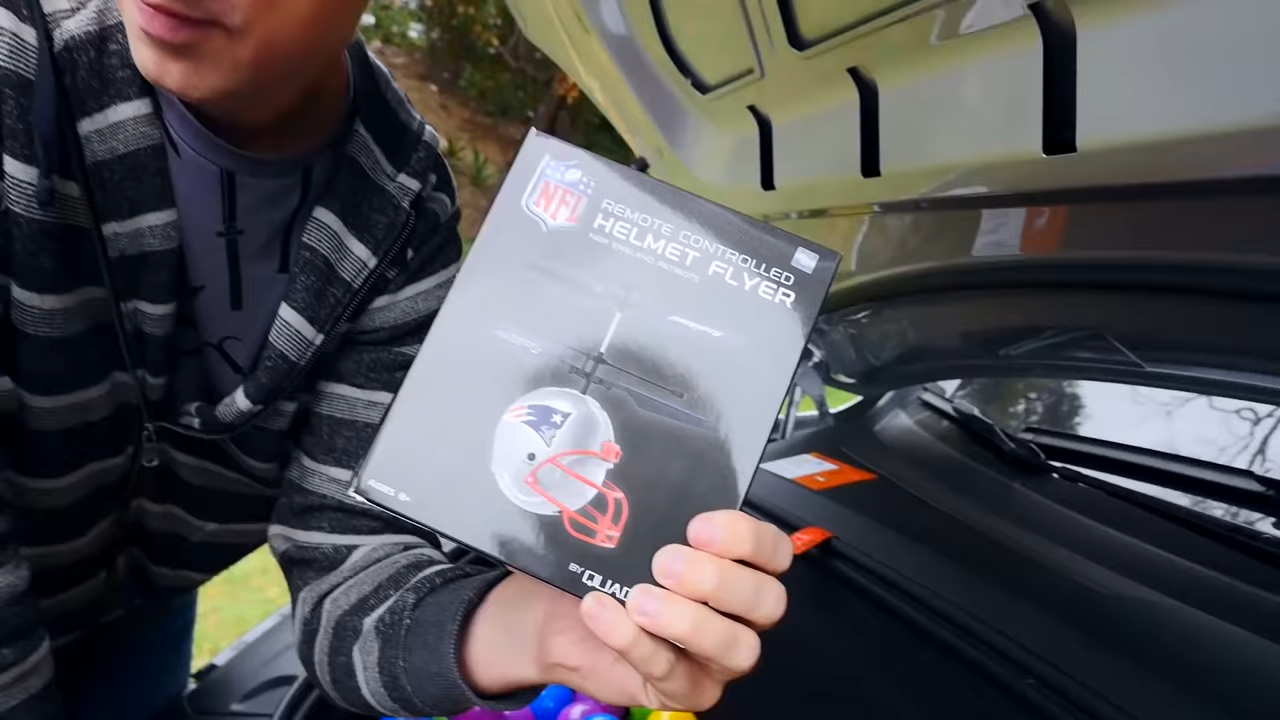 NFL
REMOTE CONTROLLED
HELMET FLYER
NEW ENGLAND PATRIOTS
AGES 8+
BY QUAD